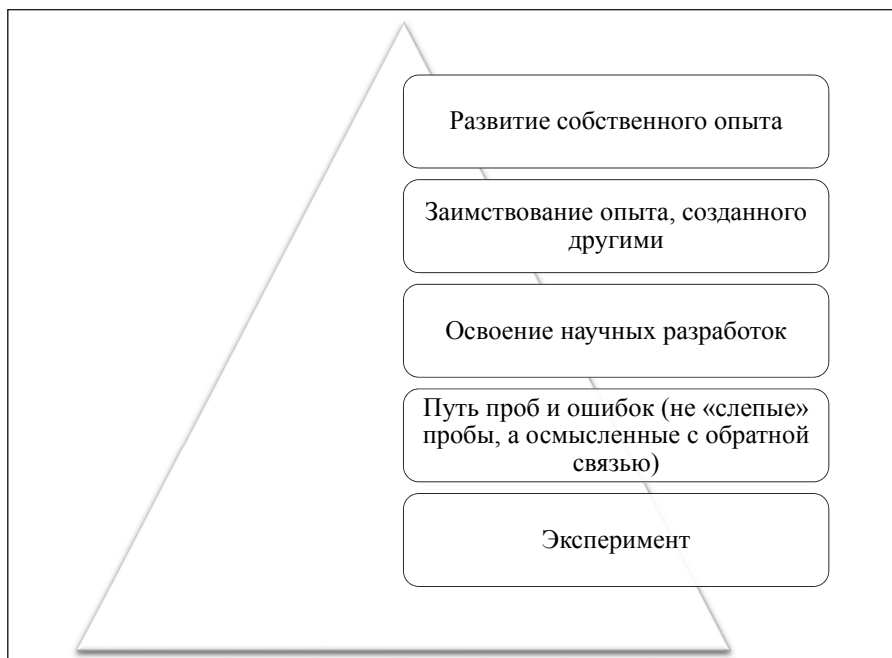 Развитие собственного опыта
Заимствование опыта, созданного
другими
Освоение научных разработок
Путь проб и ошибок (не «слепые»
пробы, а осмысленные с обратной
связью)
Эксперимент